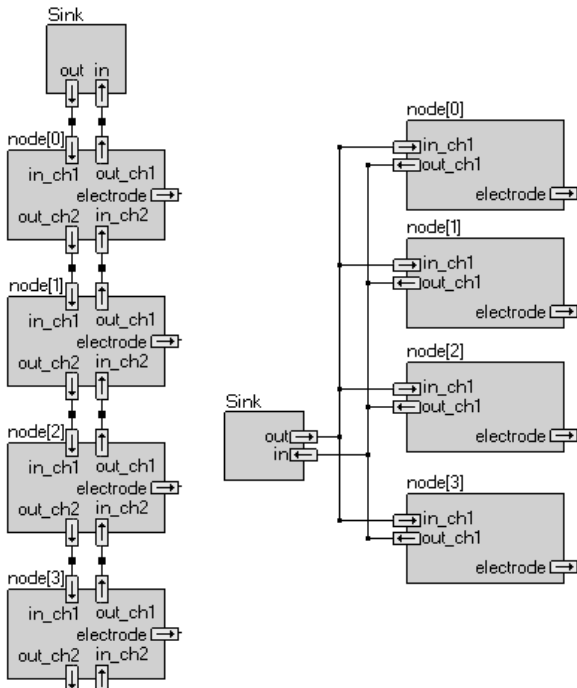 Sink
out in
node[0]
in_ch1 out_ch1
electrode
out_ch2 in_ch2
node[1]
in_ch1 out_ch1
electrode
out_ch2 in_ch2
node[2]
in_ch1 out_ch1
electrode
out_ch2 in_ch2
node[3]
in_ch1 out_ch1
electrode
out_ch2 in_ch2
node[0]
in_ch1
out_ch1
electrode
node[1]
in_ch1
out_ch1
electrode
node[2]
in_ch1
out_ch1
electrode
Sink
out
in
node[3]
in_ch1
out_ch1
electrode